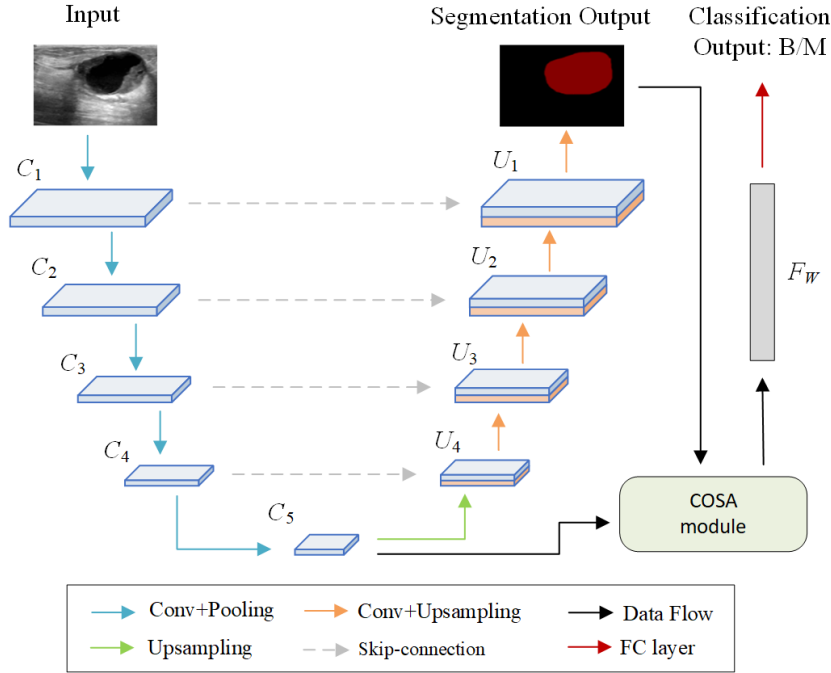 Input
Segmentation Output
Classification
Output: B/M
C1
U1
C2
U2
FW
C3
U3
C4
U4
C5
COSA
module
Conv+Pooling
Conv+Upsampling
Data Flow
Upsampling
Skip-connection
FC layer